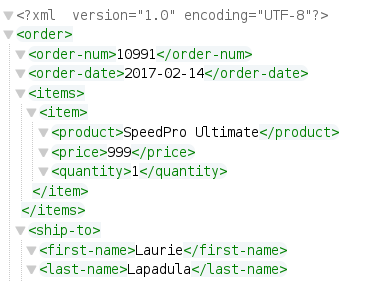 <?xml version="1.0" encoding="UTF-8"?>
<order>
<order-num>10991</order-num>
<order-date>2017-02-14</order-date>
<items>
<item>
<product>SpeedPro Ultimate</product>
<price>999</price>
<quantity>1</quantity>
</item>
</items>
<ship-to>
<first-name>Laurie</first-name>
<last-name>Lapadula</last-name>